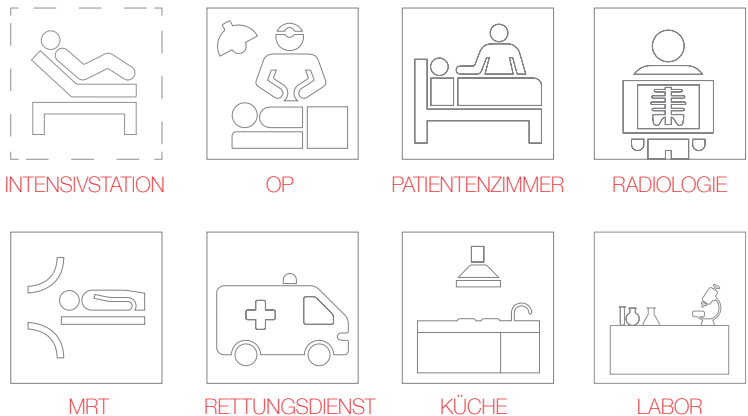 INTENSIVSTATION
OP
PATIENTENZIMMER
RADIOLOGIE
MRT
RETTUNGSDIENST
KÜCHE
LABOR